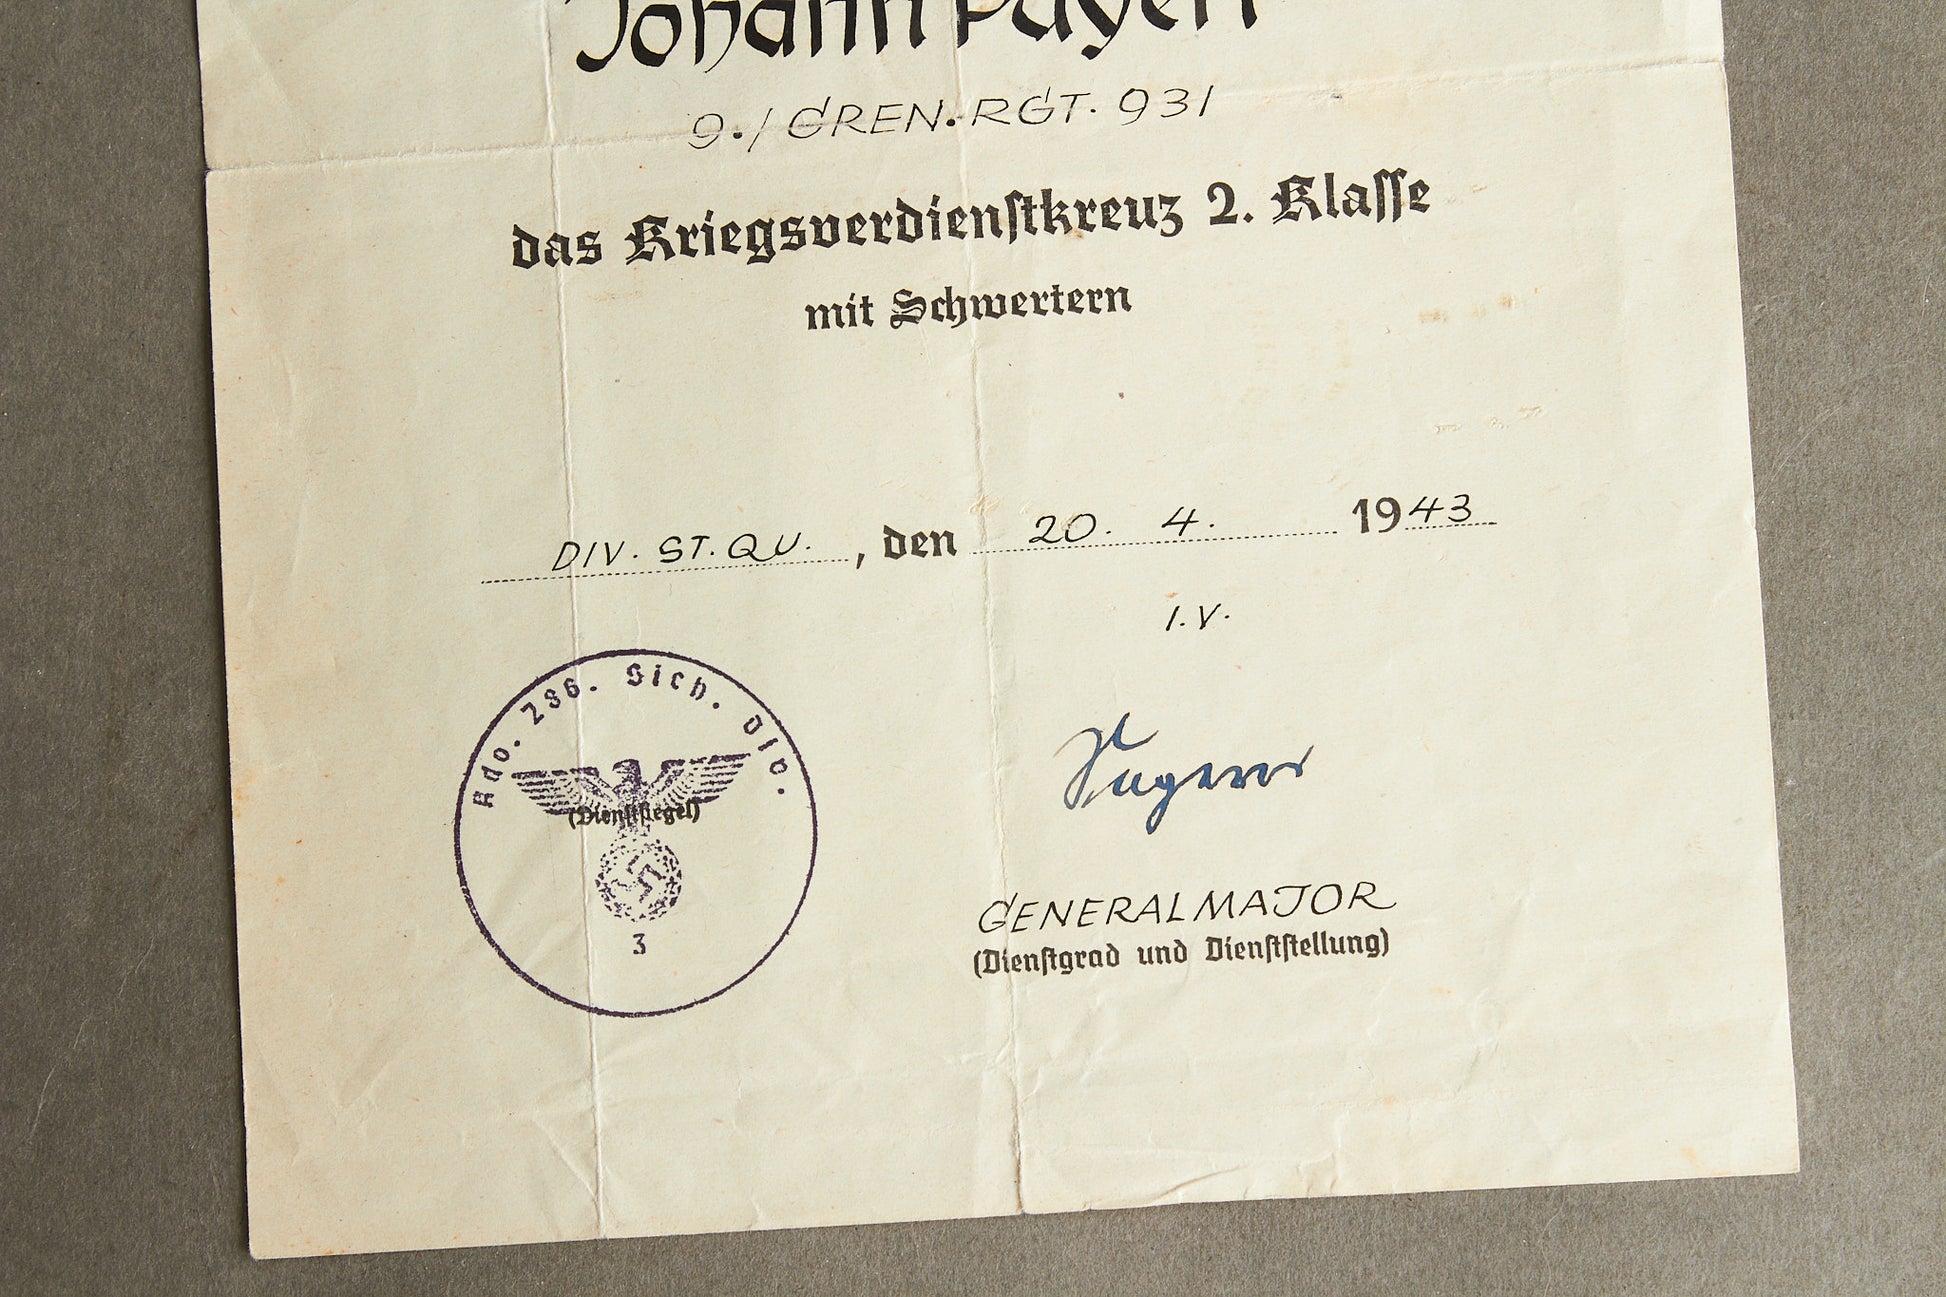 Johann Payerl
9./GREN.RGT. 931
das Kriegsverdienstkreuz 2. Klasse
mit Schwertern
DIV. ST. QU. , den 20. 4. 1943
I.V.
Kdo. 286. Sich. Div.
(Dienstsiegel)
3
GENERALMAJOR
(Dienstgrad und Dienststellung)